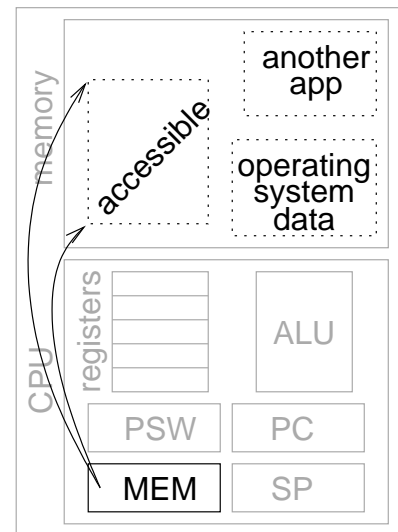 memory
another
app
accessible
operating
system
data
CPU
registers
ALU
PSW
PC
MEM
SP